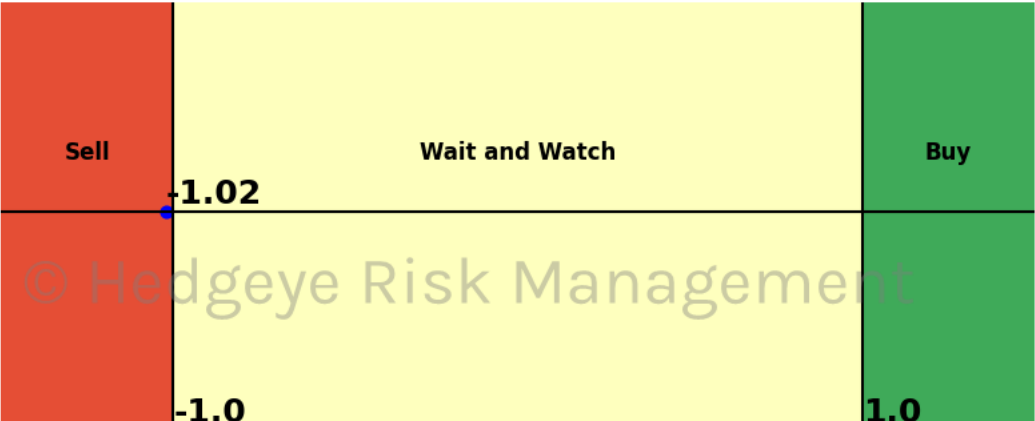 Sell
Wait and Watch
Buy
-1.02
© Hedgeye Risk Management
-1.0
1.0